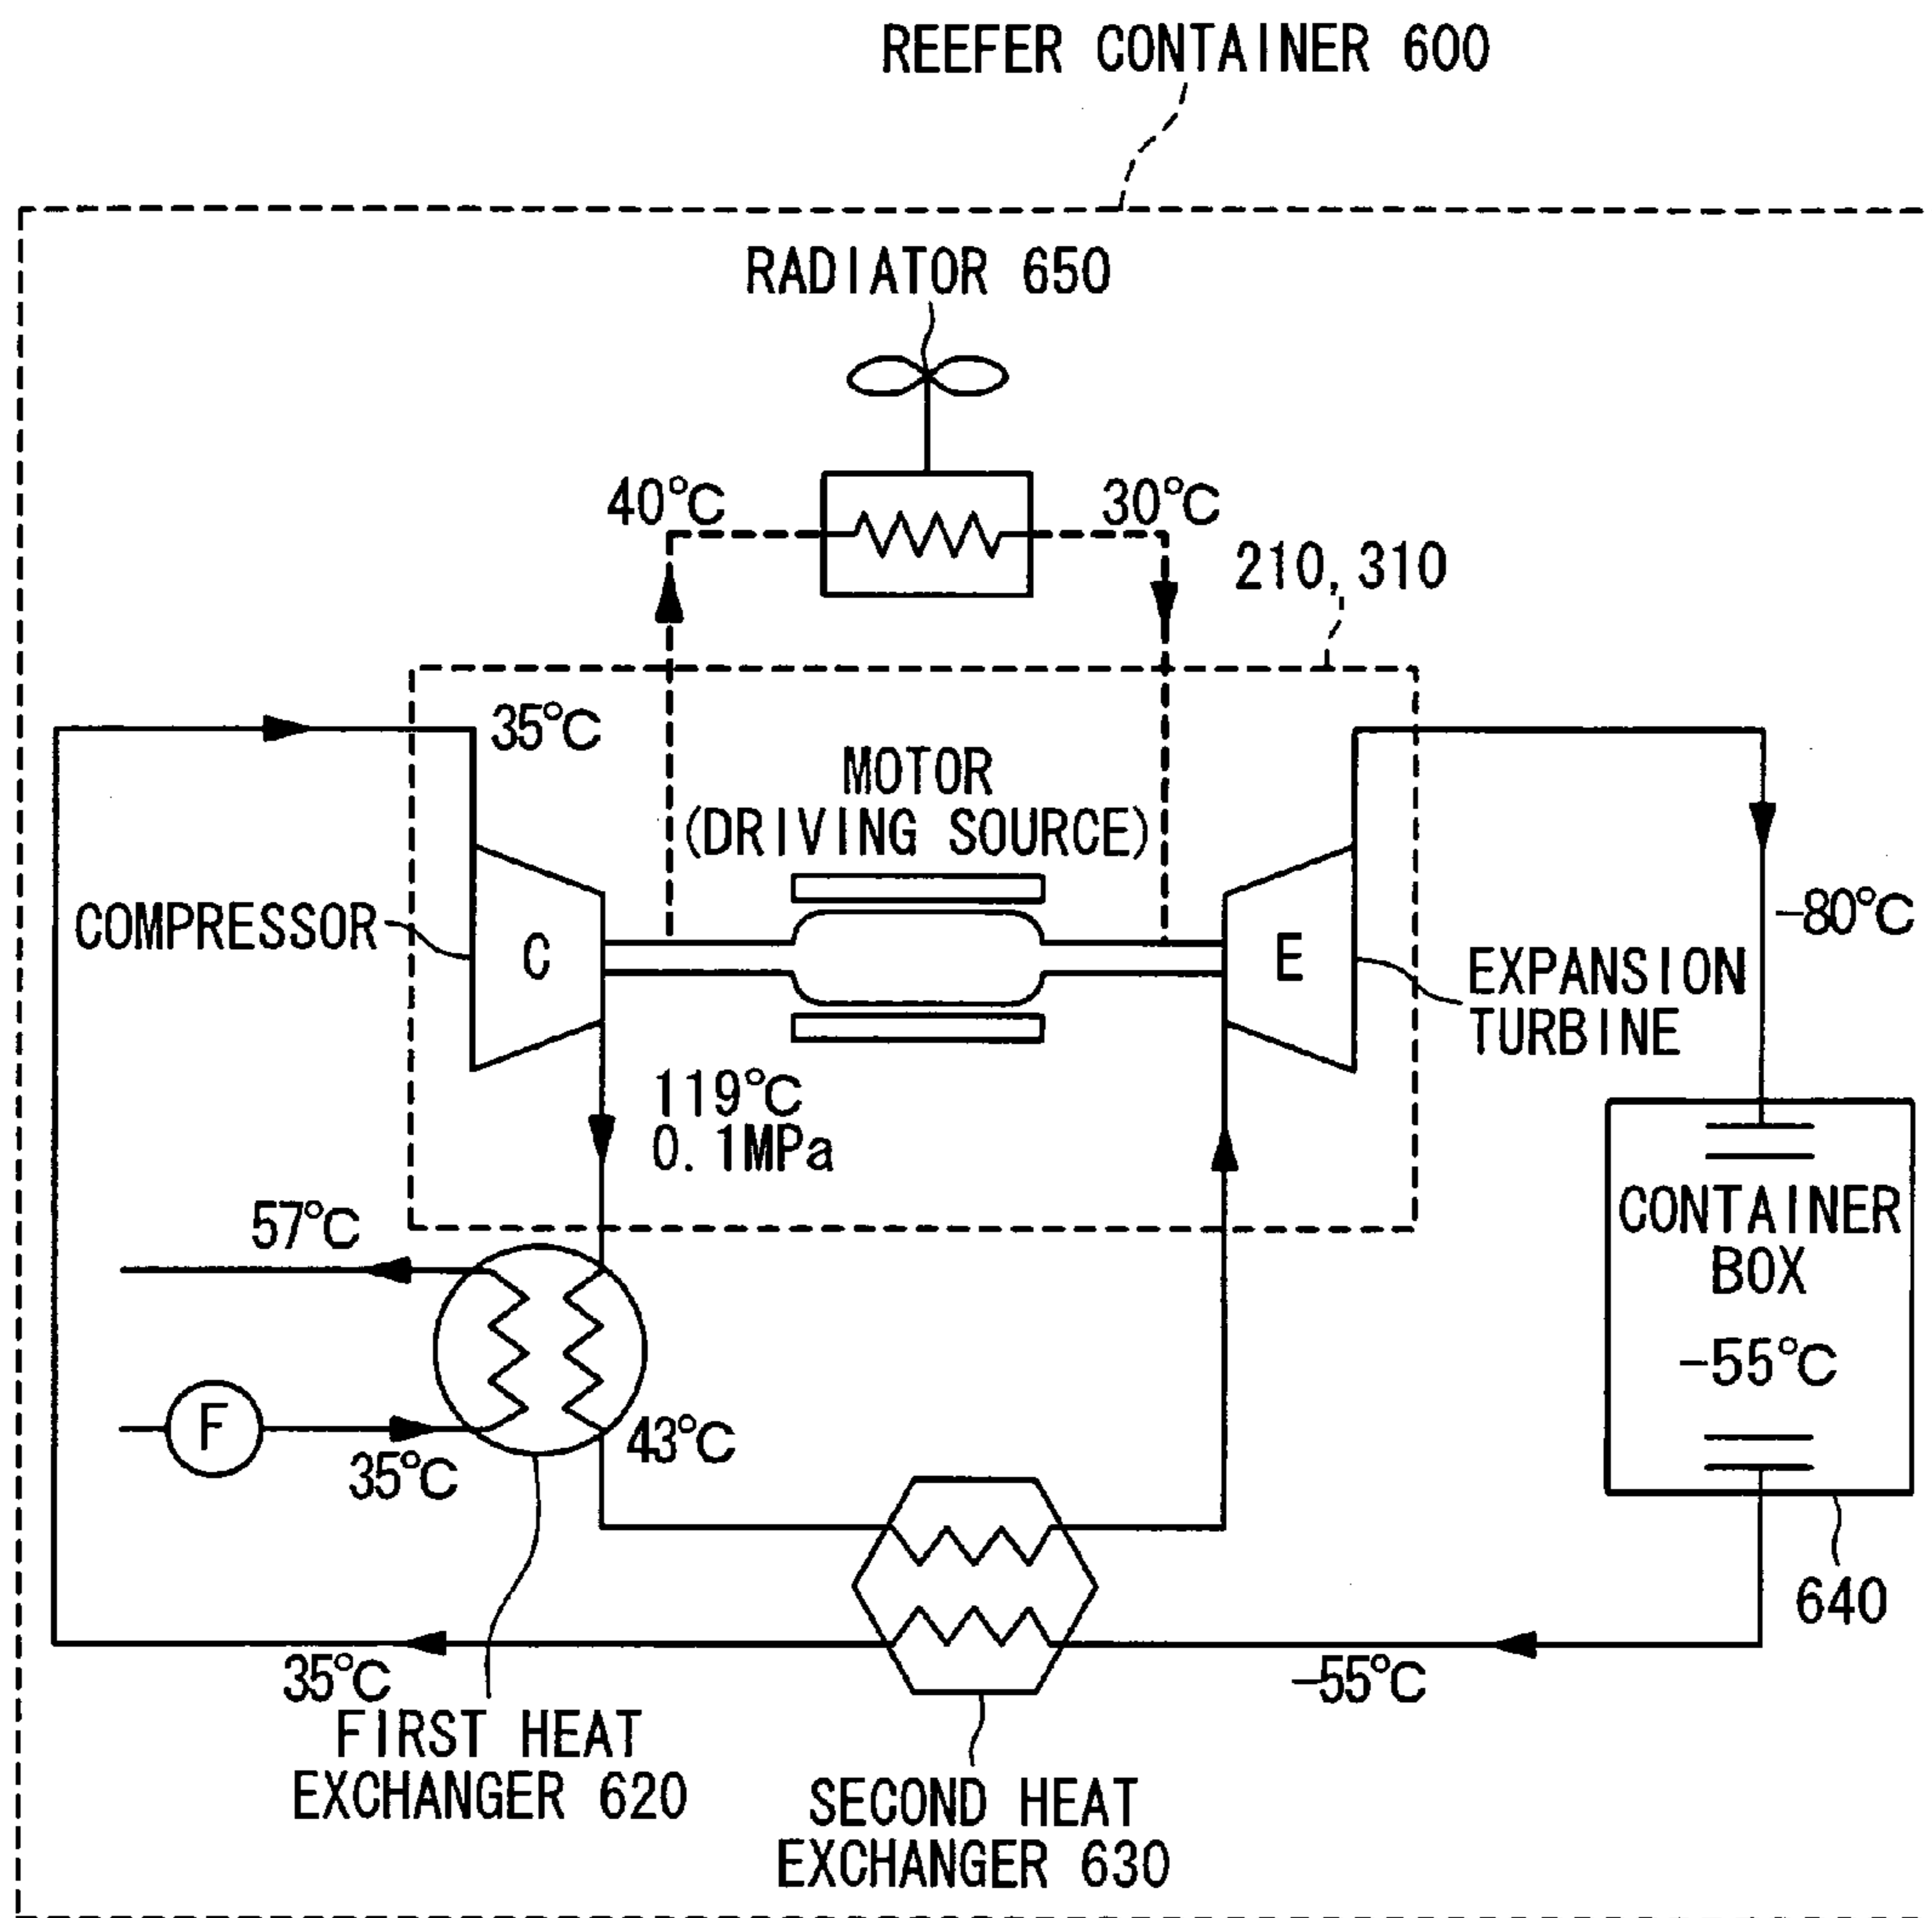 REEFER CONTAINER 600
RADIATOR 650
40°C
30°C
210, 310
35°C
MOTOR
(DRIVING SOURCE)
COMPRESSOR
C
E
-80°C
EXPANSION
TURBINE
119°C
0.1MPa
57°C
CONTAINER
BOX
-55°C
F
35°C
43°C
640
35°C
-55°C
FIRST HEAT
EXCHANGER 620
SECOND HEAT
EXCHANGER 630